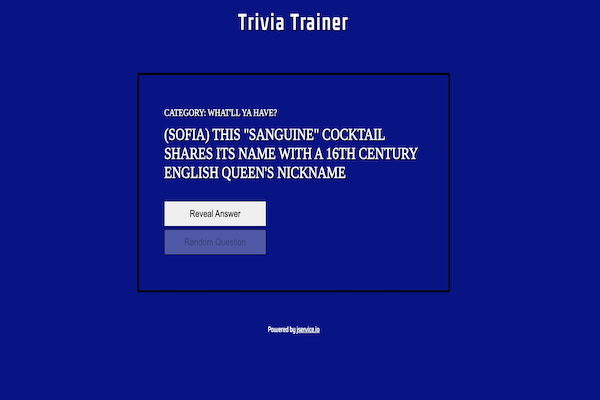 Trivia Trainer
CATEGORY: WHAT'LL YA HAVE?
(SOFIA) THIS "SANGUINE" COCKTAIL
SHARES ITS NAME WITH A 16TH CENTURY
ENGLISH QUEEN'S NICKNAME
Reveal Answer
Random Question
Powered by jservice.io